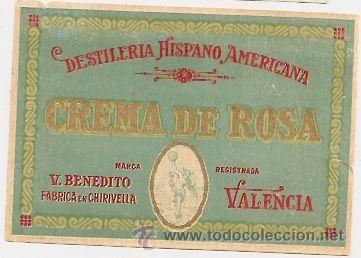 DESTILERIA HISPANO AMERICANA
CREMA DE ROSA
MARCA REGISTRADA
V. BENEDITO
FABRICA EN CHIRIVELLA
VALENCIA
www.todocoleccion.net